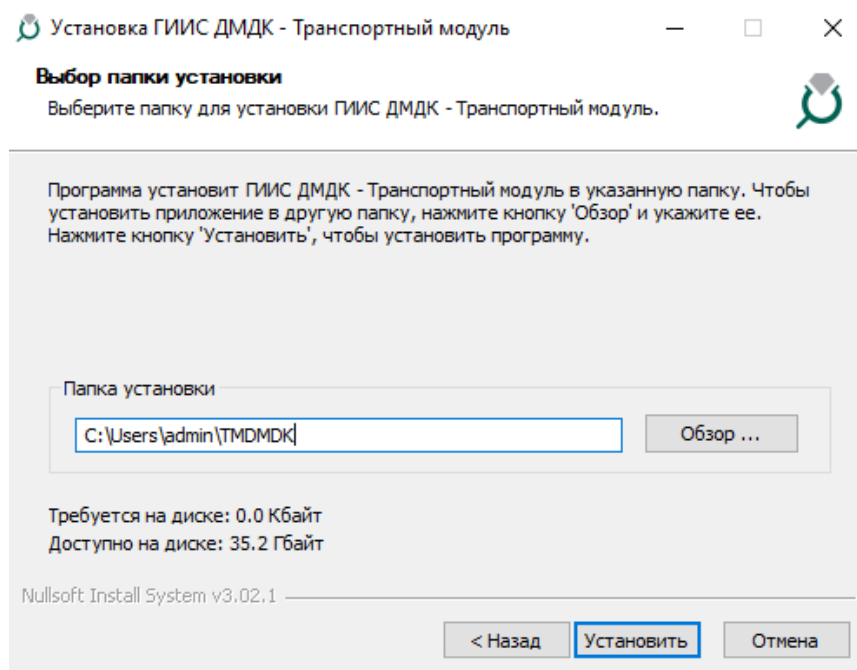 Установка ГИИС ДМДК - Транспортный модуль
Выбор папки установки
Выберите папку для установки ГИИС ДМДК - Транспортный модуль.
Программа установит ГИИС ДМДК - Транспортный модуль в указанную папку. Чтобы
установить приложение в другую папку, нажмите кнопку 'Обзор' и укажите ее.
Нажмите кнопку 'Установить', чтобы установить программу.
Папка установки
C:\Users\admin\TMDMDK
Обзор ...
Требуется на диске: 0.0 Кбайт
Доступно на диске: 35.2 Гбайт
Nullsoft Install System v3.02.1
< Назад
Установить
Отмена